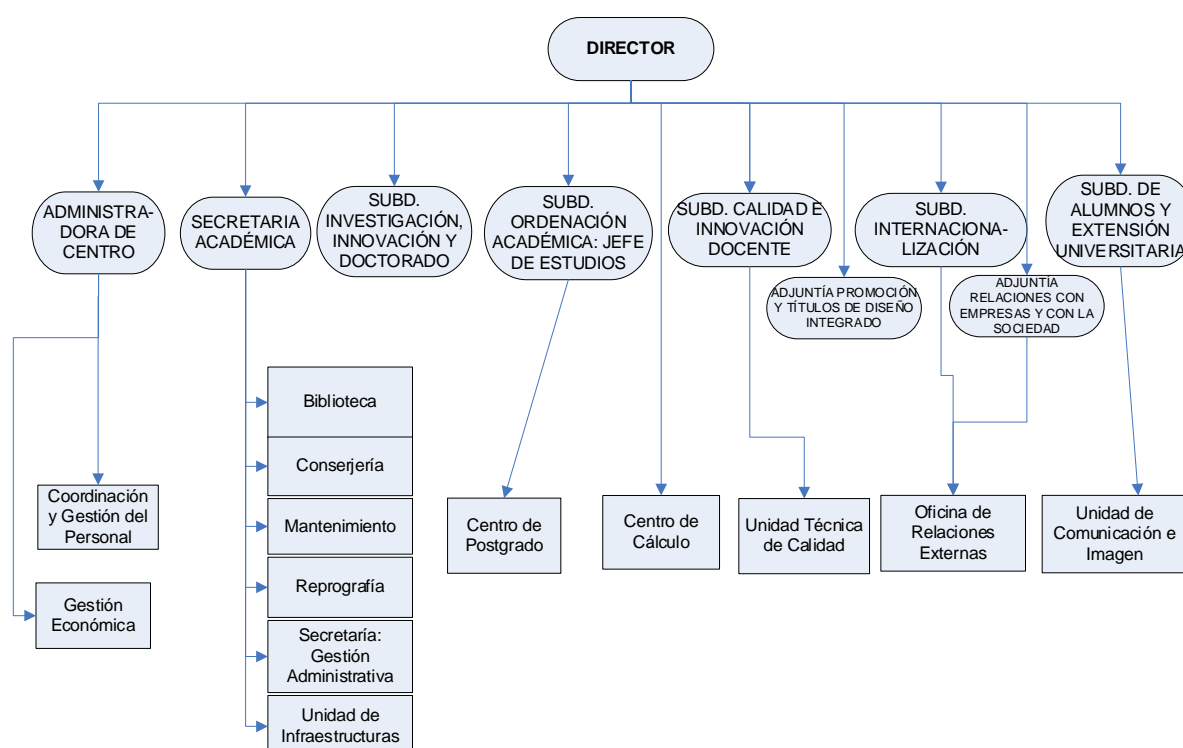 DIRECTOR
ADMINISTRA-
DORA DE
CENTRO
SECRETARIA
ACADÉMICA
SUBD.
INVESTIGACIÓN,
INNOVACIÓN Y
DOCTORADO
SUBD.
ORDENACIÓN
ACADÉMICA: JEFE
DE ESTUDIOS
SUBD. CALIDAD E
INNOVACIÓN
DOCENTE
SUBD.
INTERNACIONA-
LIZACIÓN
SUBD. DE
ALUMNOS Y
EXTENSIÓN
UNIVERSITARIA
ADJUNTÍA PROMOCIÓN
Y TÍTULOS DE DISEÑO
INTEGRADO
ADJUNTÍA
RELACIONES CON
EMPRESAS Y CON LA
SOCIEDAD
Biblioteca
Conserjería
Mantenimiento
Reprografía
Secretaría:
Gestión
Administrativa
Unidad de
Infraestructuras
Coordinación
y Gestión del
Personal
Gestión
Económica
Centro de
Postgrado
Centro de
Cálculo
Unidad Técnica
de Calidad
Oficina de
Relaciones
Externas
Unidad de
Comunicación e
Imagen